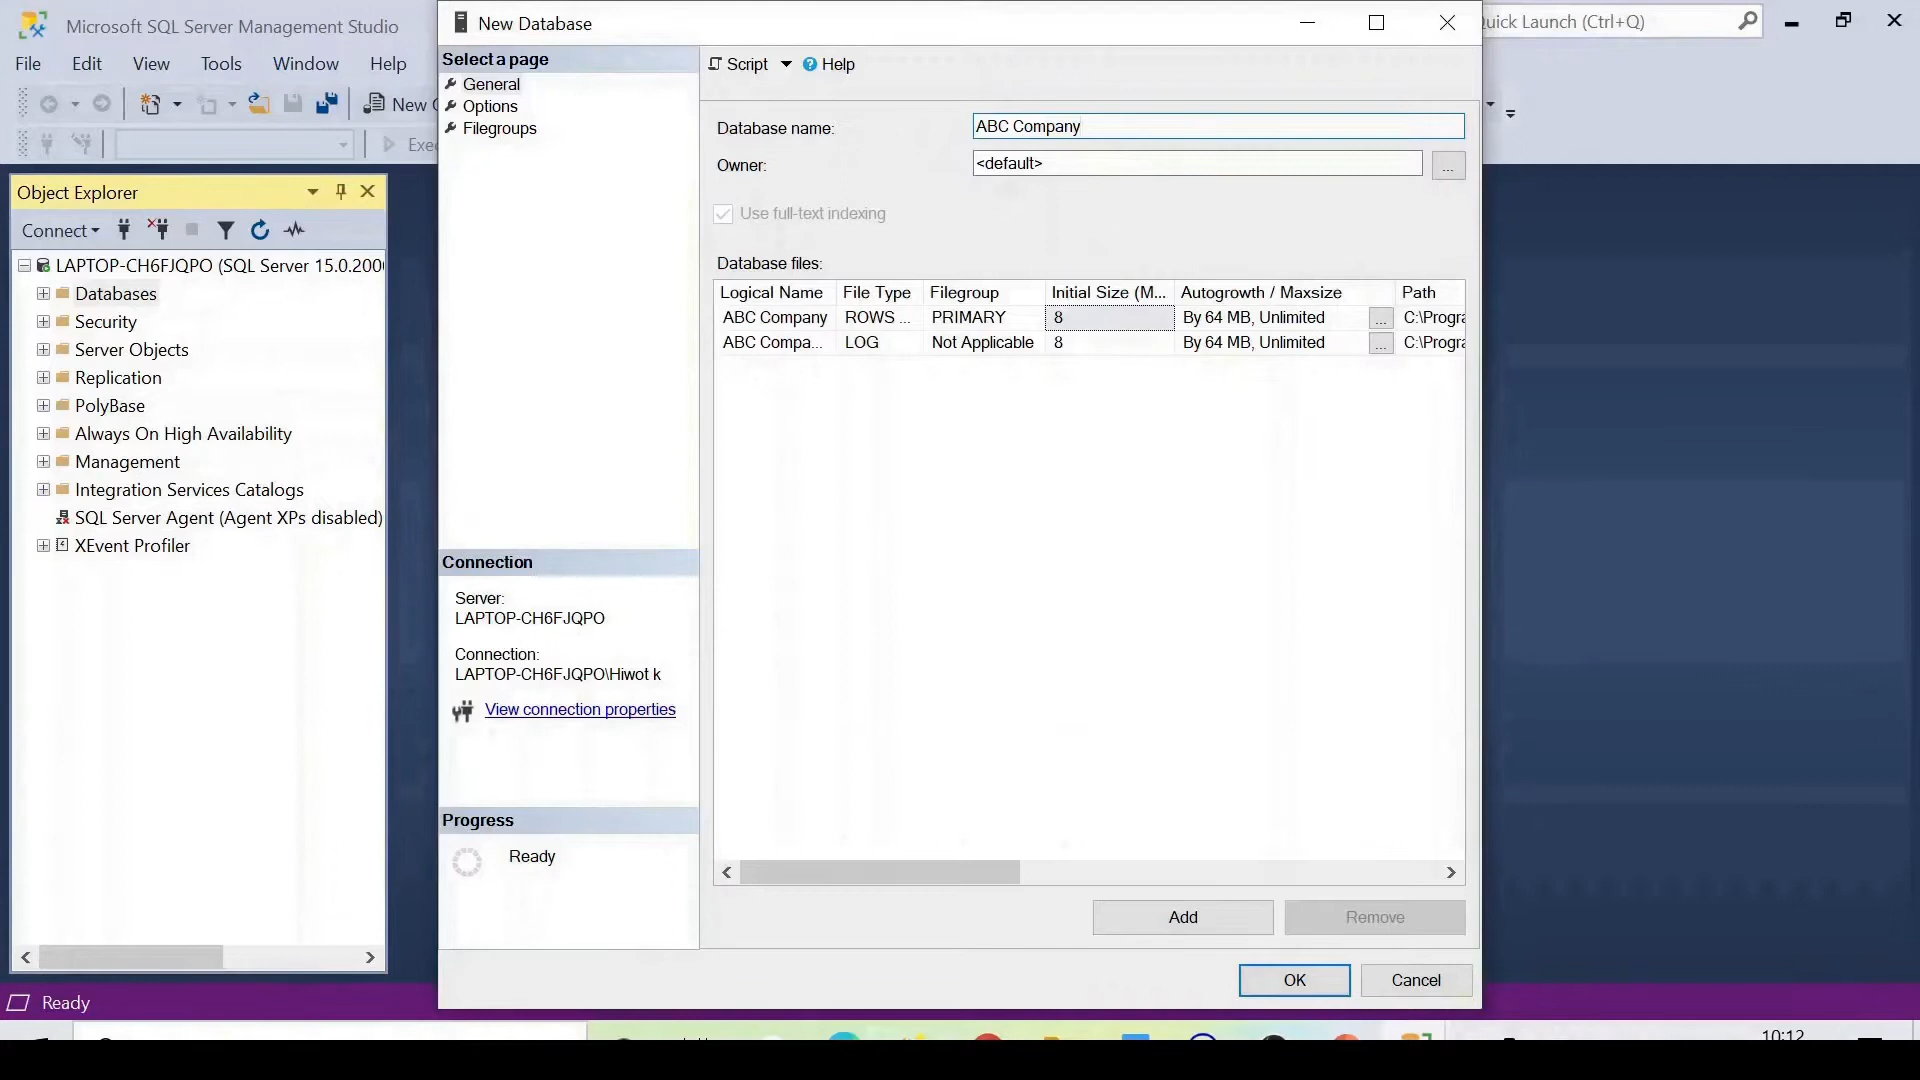 Microsoft SQL Server Management Studio
Quick Launch (Ctrl+Q)
File Edit View Tools Window Help
New
Exec
Object Explorer
Connect
LAPTOP-CH6FJQPO (SQL Server 15.0.200
Databases
Security
Server Objects
Replication
PolyBase
Always On High Availability
Management
Integration Services Catalogs
SQL Server Agent (Agent XPs disabled)
XEvent Profiler
Ready
New Database
Select a page
General
Options
Filegroups
Connection
Server:
LAPTOP-CH6FJQPO
Connection:
LAPTOP-CH6FJQPO\Hiwot k
View connection properties
Progress
Ready
Script Help
Database name: ABC Company
Owner: <default> ...
Use full-text indexing
Database files:
Logical Name File Type Filegroup Initial Size (M... Autogrowth / Maxsize Path
ABC Company ROWS ... PRIMARY 8 By 64 MB, Unlimited ... C:\Progra
ABC Compa... LOG Not Applicable 8 By 64 MB, Unlimited ... C:\Progra
Add Remove
OK Cancel
10:12